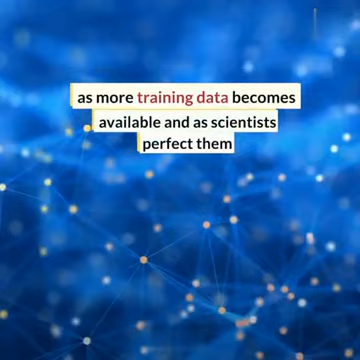 as more training data becomes
available and as scientists
perfect them